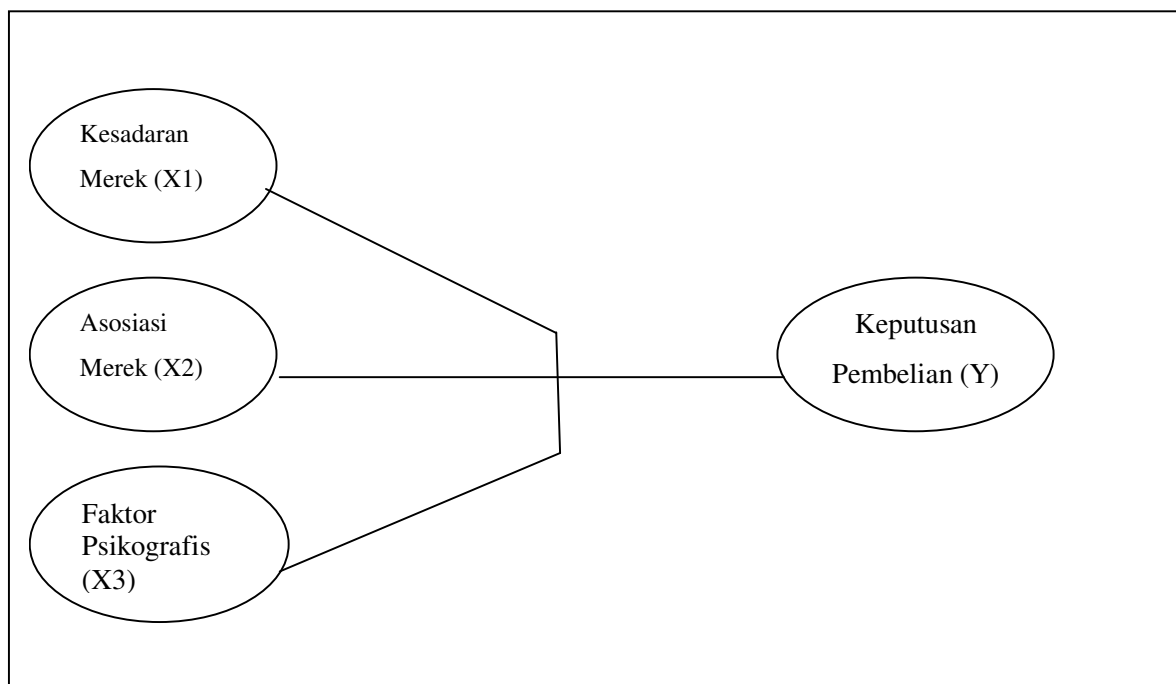 Kesadaran
Merek (X1)
Asosiasi
Merek (X2)
Faktor
Psikografis
(X3)
Keputusan
Pembelian (Y)